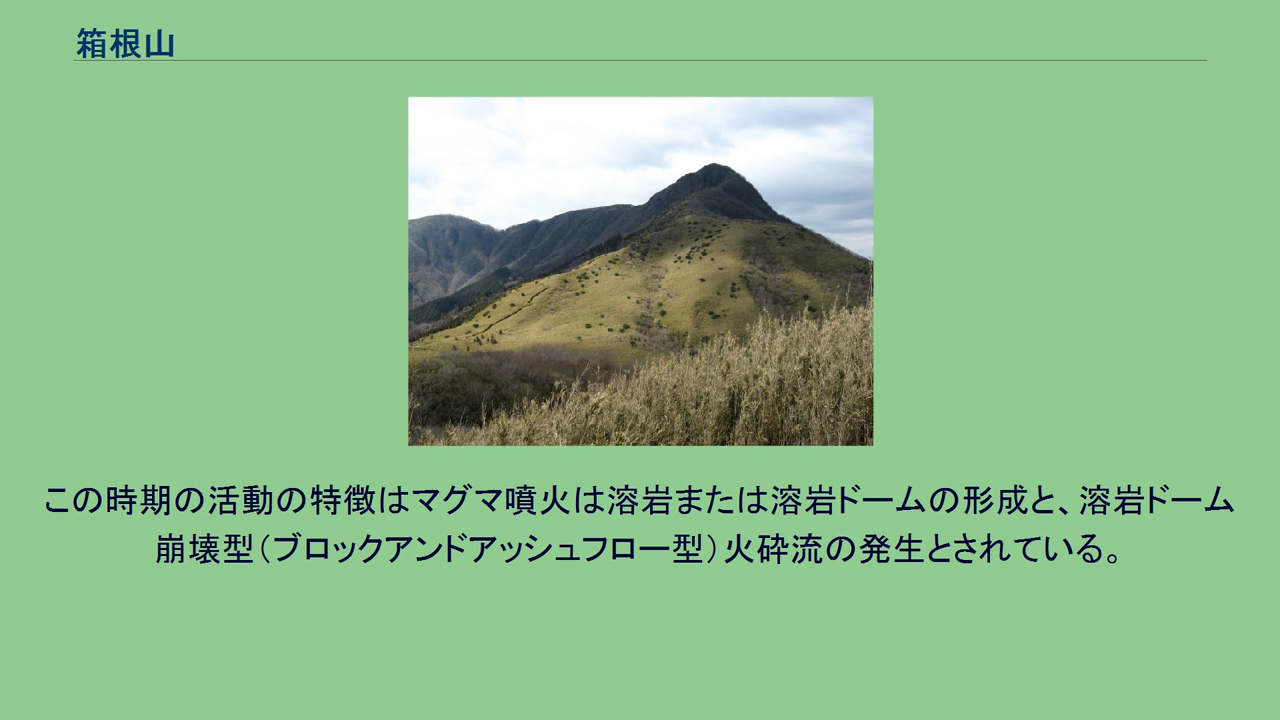 箱根山
この時期の活動の特徴はマグマ噴火は溶岩または溶岩ドームの形成と、溶岩ドーム
崩壊型（ブロックアンドアッシュフロー型）火砕流の発生とされている。